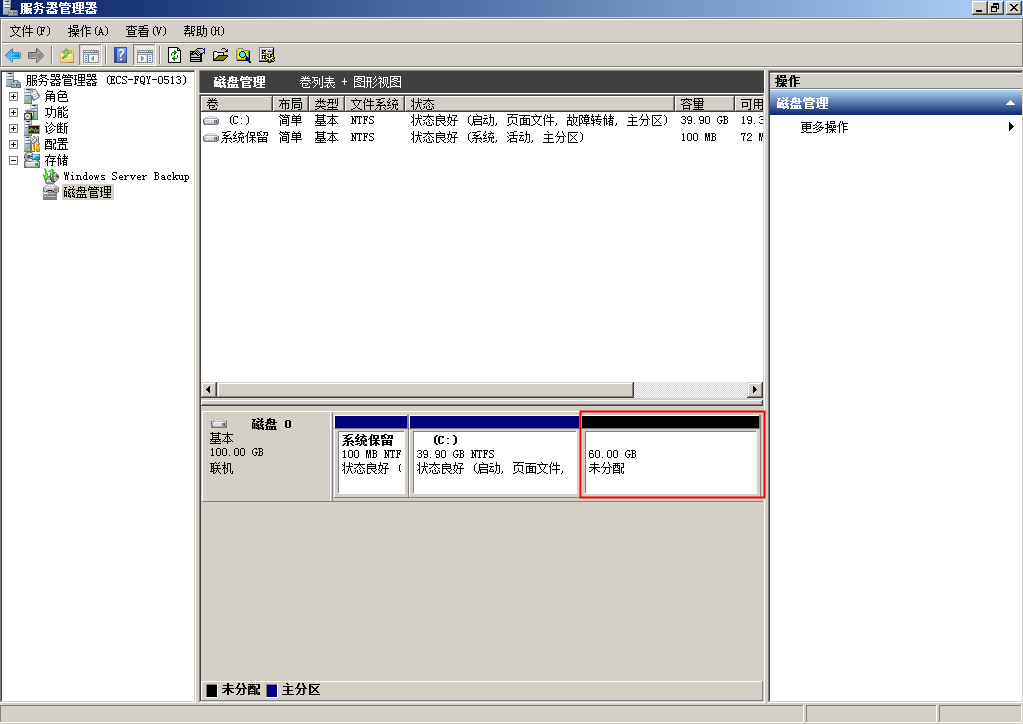 服务器管理器
文件(F) 操作(A) 查看(V) 帮助(H)
服务器管理器 (ECS-FQY-0513)
角色
功能
诊断
配置
存储
Windows Server Backup
磁盘管理
磁盘管理 卷列表 + 图形视图
卷 布局 类型 文件系统 状态 容量 可用
(C:) 简单 基本 NTFS 状态良好 (启动, 页面文件, 故障转储, 主分区) 39.90 GB 19.3
系统保留 简单 基本 NTFS 状态良好 (系统, 活动, 主分区) 100 MB 72 M
磁盘 0
基本
100.00 GB
联机
系统保留
100 MB NTF
状态良好 (
(C:)
39.90 GB NTFS
状态良好 (启动, 页面文件,
60.00 GB
未分配
未分配 主分区
操作
磁盘管理
更多操作